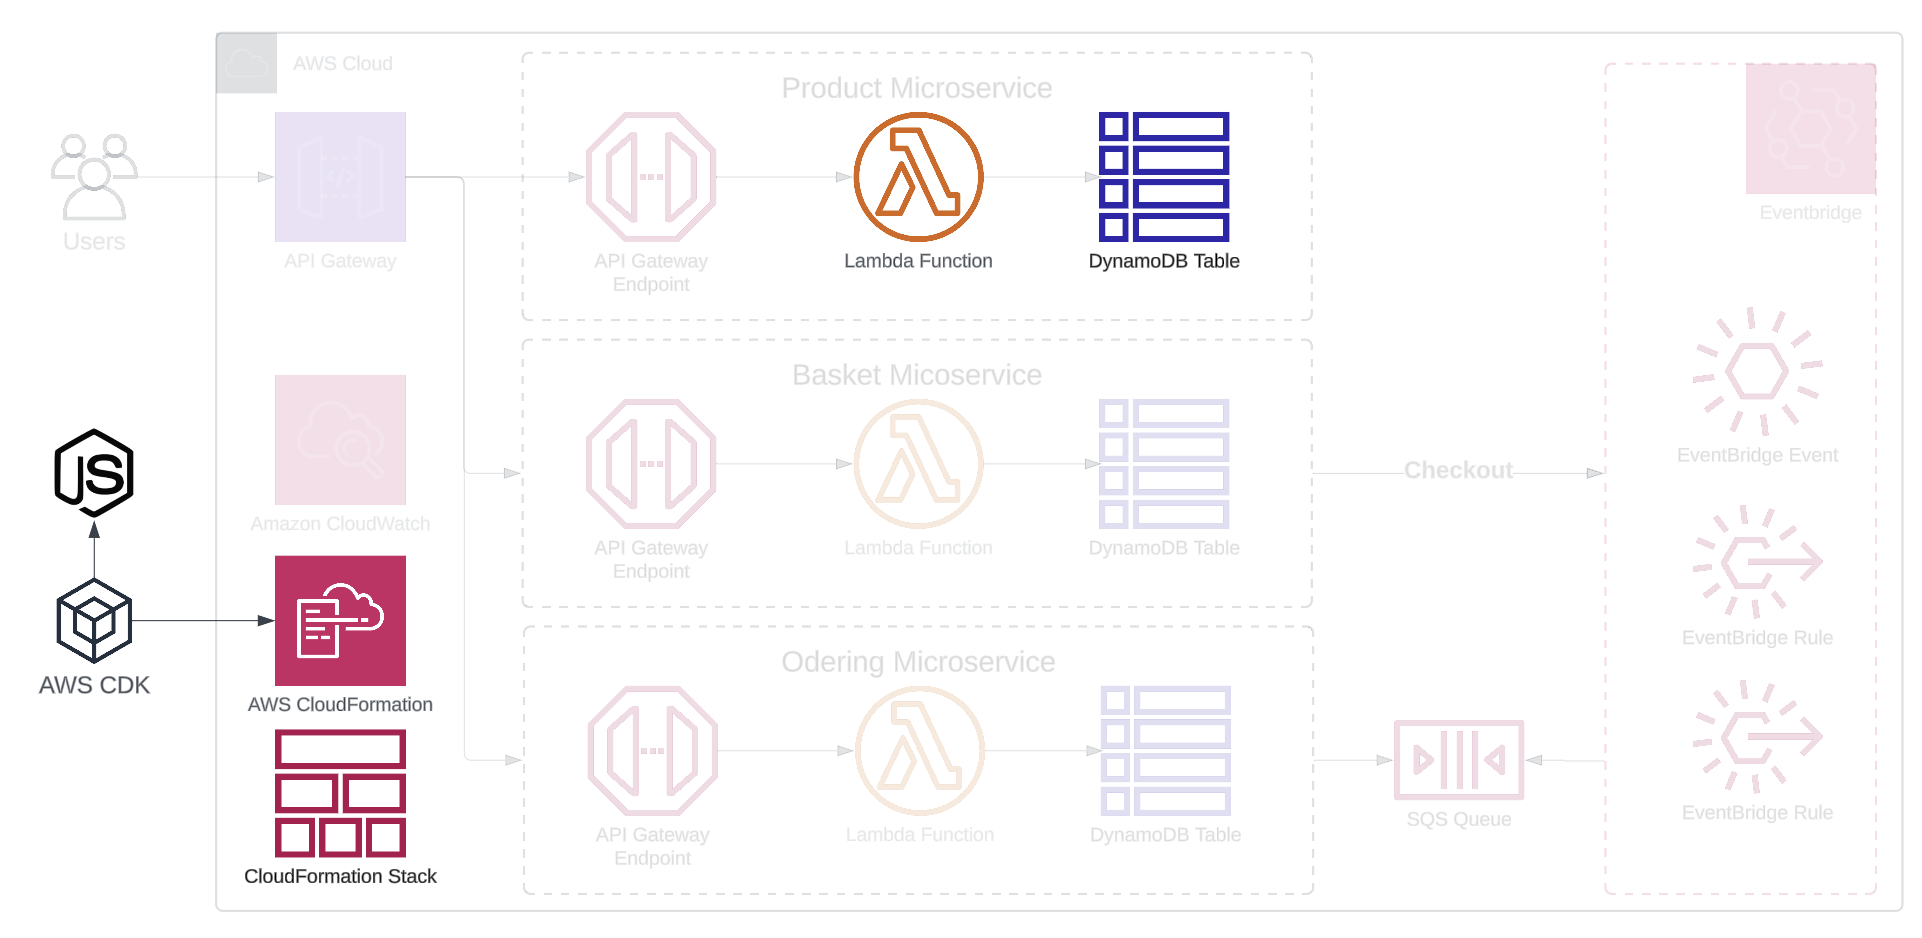 AWS Cloud
Users
API Gateway
Product Microservice
API Gateway
Endpoint
Lambda Function
DynamoDB Table
Eventbridge
Amazon CloudWatch
Basket Micoservice
API Gateway
Endpoint
Lambda Function
DynamoDB Table
Checkout
EventBridge Event
EventBridge Rule
EventBridge Rule
JS
AWS CDK
AWS CloudFormation
CloudFormation Stack
Odering Microservice
API Gateway
Endpoint
Lambda Function
DynamoDB Table
SQS Queue